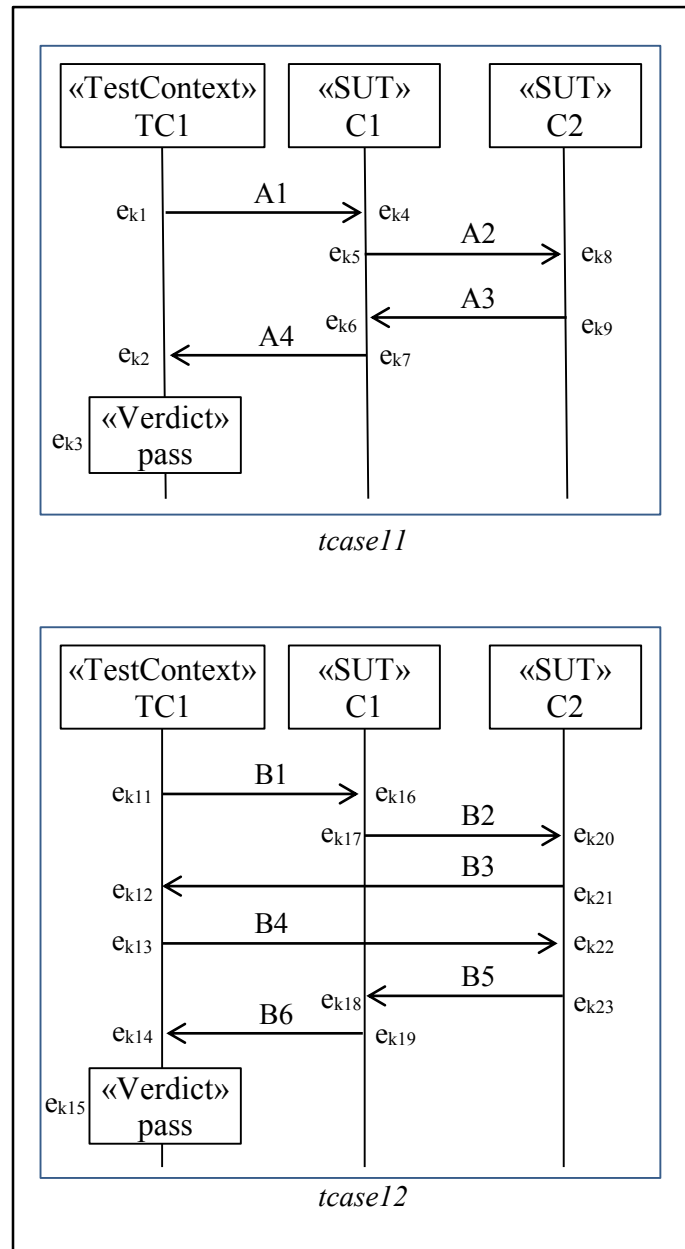 «TestContext»
TC1
«SUT»
C1
«SUT»
C2
ek1
A1
ek4
ek5
A2
ek8
ek6
A3
ek9
ek2
A4
ek7
ek3
«Verdict»
pass
tcase11
«TestContext»
TC1
«SUT»
C1
«SUT»
C2
ek11
B1
ek16
ek17
B2
ek20
ek12
B3
ek21
ek13
B4
ek22
ek18
B5
ek23
ek14
B6
ek19
ek15
«Verdict»
pass
tcase12